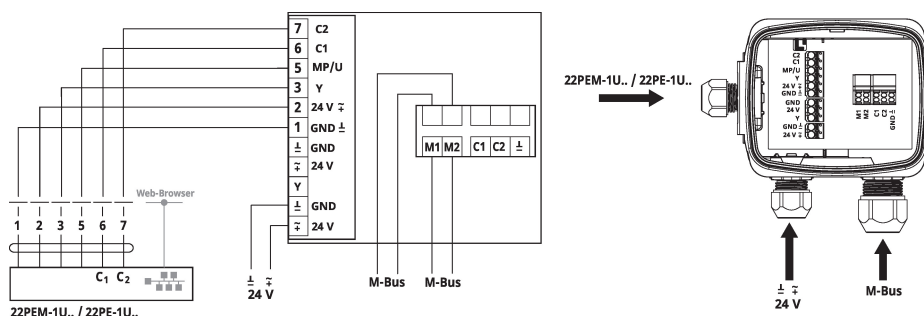 7 C2
6 C1
5 MP/U
3 Y
2 24 V
1 GND
GND
24 V
Y
GND
24 V
M1 M2 C1 C2
Web-Browser
1 2 3 5 6 7
C1 C2
22PEM-1U.. / 22PE-1U..
24 V
M-Bus M-Bus
22PEM-1U.. / 22PE-1U..
C2
C1
MP/U
Y
24 V
GND
GND
24 V
Y
GND
24 V
M1 M2 C1 C2 GND
24 V
M-Bus